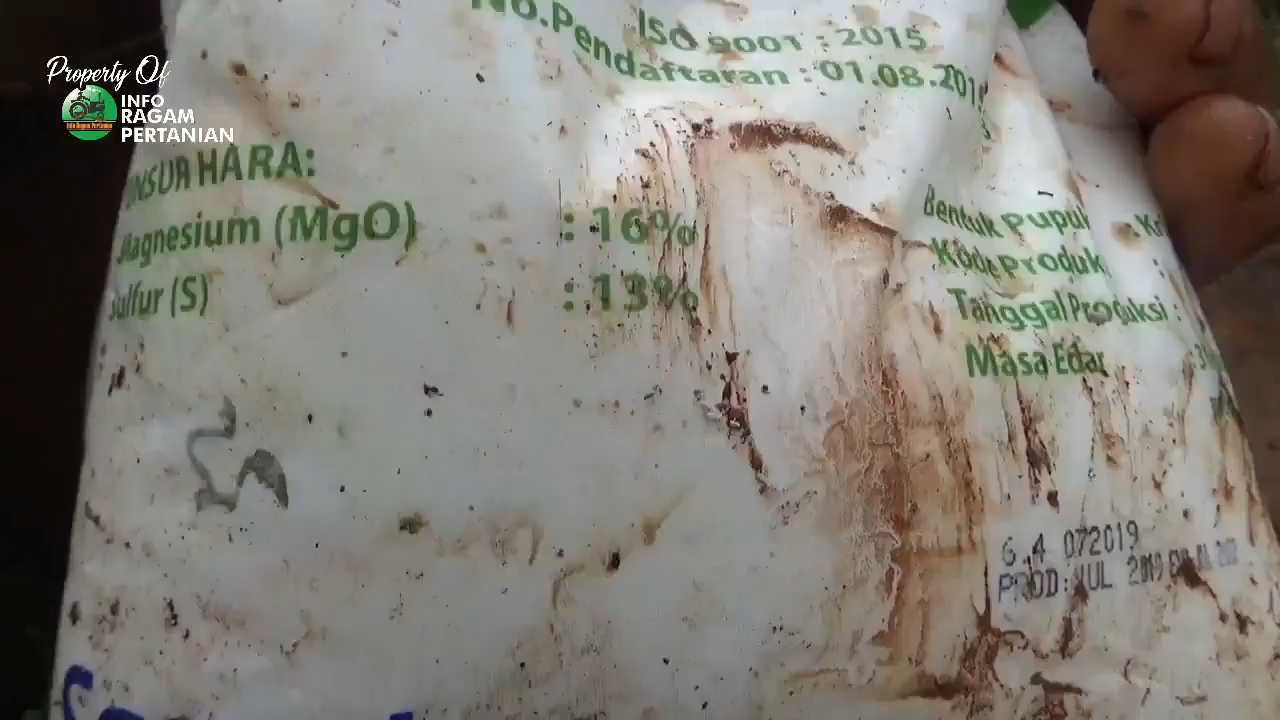 Property Of
INFO
RAGAM
PERTANIAN
No.Pendaftaran : 01.08.201
ISO 9001 : 2015
UNSUR HARA:
Magnesium (MgO) : 16%
Sulfur (S) : 13%
Bentuk Pupuk
Kode Produk :
Tanggal Produksi :
Masa Edar :
6.4 072019
PROD: JUL 2019